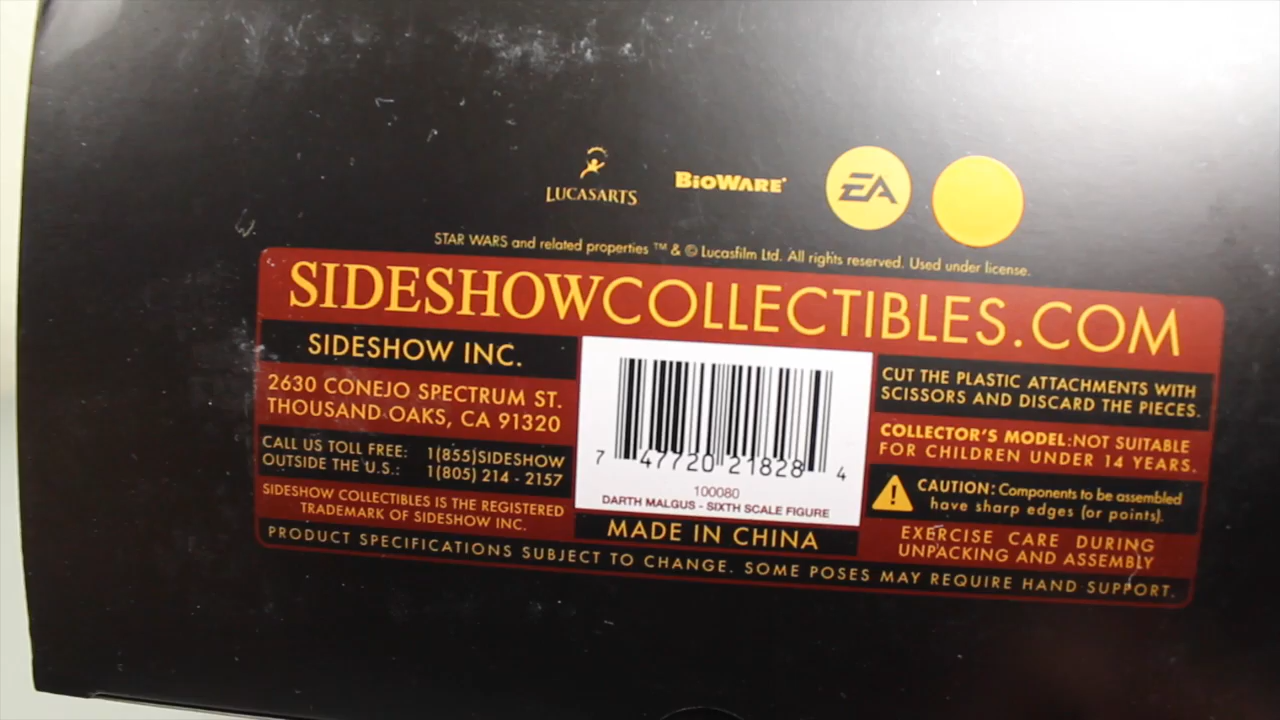 LUCASARTS
BIOWARE
EA
STAR WARS and related properties ™ & © Lucasfilm Ltd. All rights reserved. Used under license.
SIDESHOWCOLLECTIBLES.COM
SIDESHOW INC.
2630 CONEJO SPECTRUM ST.
THOUSAND OAKS, CA 91320
CALL US TOLL FREE: 1(855)SIDESHOW
OUTSIDE THE U.S.: 1(805) 214 - 2157
SIDESHOW COLLECTIBLES IS THE REGISTERED
TRADEMARK OF SIDESHOW INC.
7 47720 21828 4
100080
DARTH MALGUS - SIXTH SCALE FIGURE
MADE IN CHINA
CUT THE PLASTIC ATTACHMENTS WITH
SCISSORS AND DISCARD THE PIECES.
COLLECTOR'S MODEL:NOT SUITABLE
FOR CHILDREN UNDER 14 YEARS.
CAUTION: Components to be assembled
have sharp edges (or points).
EXERCISE CARE DURING
UNPACKING AND ASSEMBLY
PRODUCT SPECIFICATIONS SUBJECT TO CHANGE. SOME POSES MAY REQUIRE HAND SUPPORT.